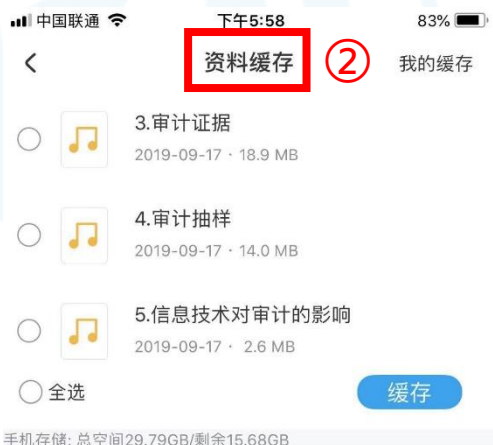 中国联通 下午5:58 83%
资料缓存 ② 我的缓存
3.审计证据
2019-09-17 · 18.9 MB
4.审计抽样
2019-09-17 · 14.0 MB
5.信息技术对审计的影响
2019-09-17 · 2.6 MB
全选 缓存
手机存储: 总空间29.79GB/剩余15.68GB